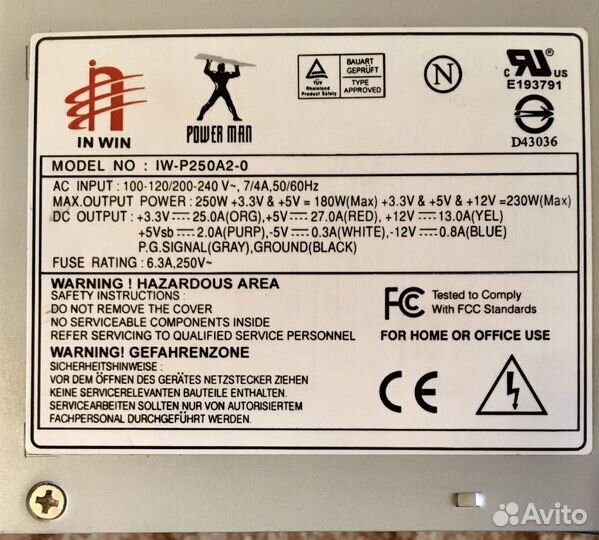 IN WIN
POWER MAN
TÜV
Rheinland
Product Safety
BAUART
GEPRÜFT
TYPE
APPROVED
N
c RU US
E193791
D43036
MODEL NO : IW-P250A2-0
AC INPUT : 100-120/200-240 V~, 7/4A,50/60Hz
MAX.OUTPUT POWER : 250W +3.3V & +5V = 180W(Max) +3.3V & +5V & +12V =230W(Max)
DC OUTPUT : +3.3V⎓25.0A(ORG),+5V⎓27.0A(RED), +12V⎓13.0A(YEL)
+5Vsb⎓2.0A(PURP),-5V⎓0.3A(WHITE),-12V⎓0.8A(BLUE)
P.G.SIGNAL(GRAY),GROUND(BLACK)
FUSE RATING : 6.3A,250V~
WARNING ! HAZARDOUS AREA
SAFETY INSTRUCTIONS :
DO NOT REMOVE THE COVER
NO SERVICEABLE COMPONENTS INSIDE
REFER SERVICING TO QUALIFIED SERVICE PERSONNEL
FC Tested to Comply
With FCC Standards
FOR HOME OR OFFICE USE
WARNUNG! GEFAHRENZONE
SICHERHEITSHINWEISE :
VOR DEM ÖFFNEN DES GERÄTES NETZSTECKER ZIEHEN
KEINE SERVICERELEVANTEN BAUTEILE ENTHALTEN.
SERVICEARBEITEN SOLLTEN NUR VON AUTORISIERTEM
FACHPERSONAL DUCHGEFÜHRT WERDEN.
CE
Avito